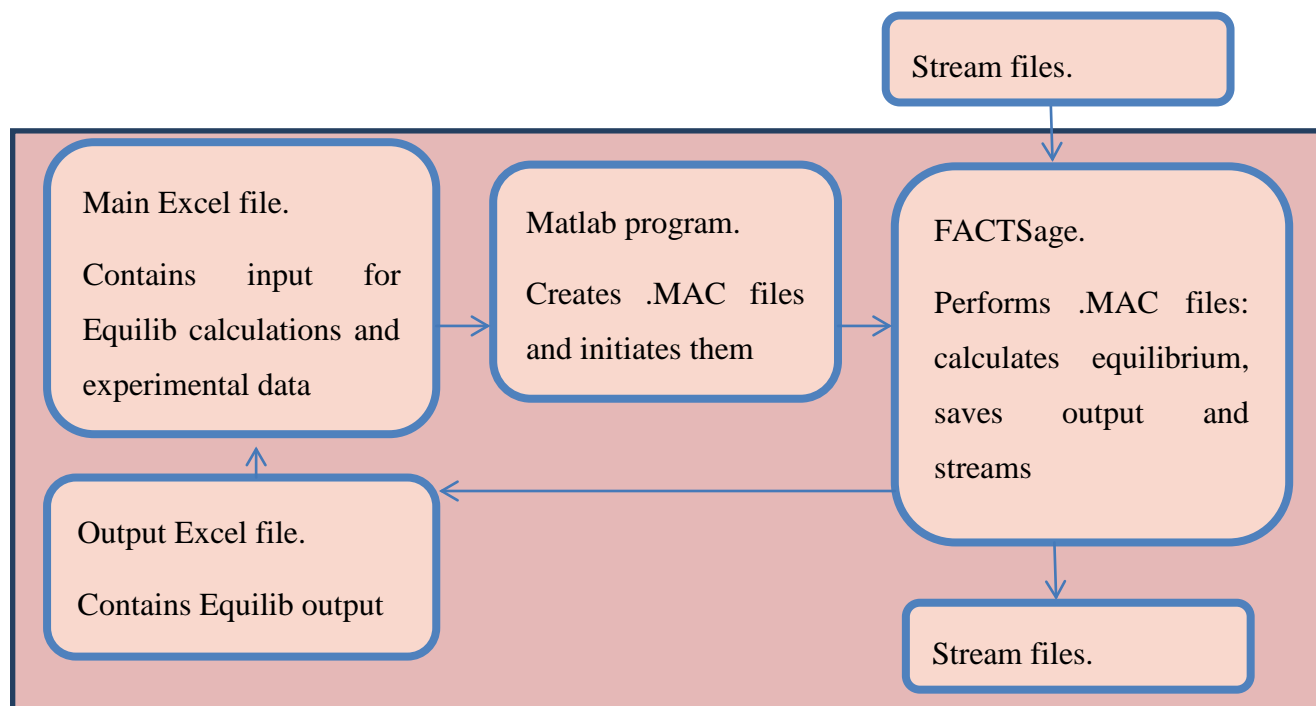 Stream files.
Main Excel file.
Contains input for
Equilib calculations and
experimental data
Matlab program.
Creates .MAC files
and initiates them
FACTSage.
Performs .MAC files:
calculates equilibrium,
saves output and
streams
Output Excel file.
Contains Equilib output
Stream files.